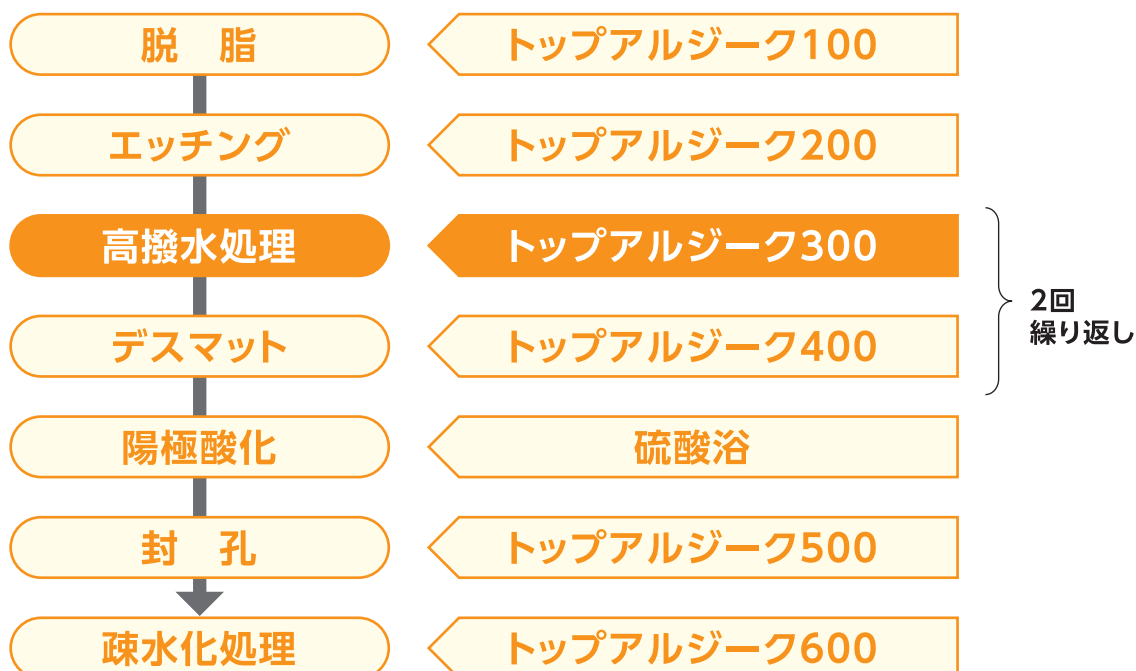 脱　脂
トップアルジーク100
エッチング
トップアルジーク200
高撥水処理
トップアルジーク300
2回
繰り返し
デスマット
トップアルジーク400
陽極酸化
硫酸浴
封　孔
トップアルジーク500
疎水化処理
トップアルジーク600